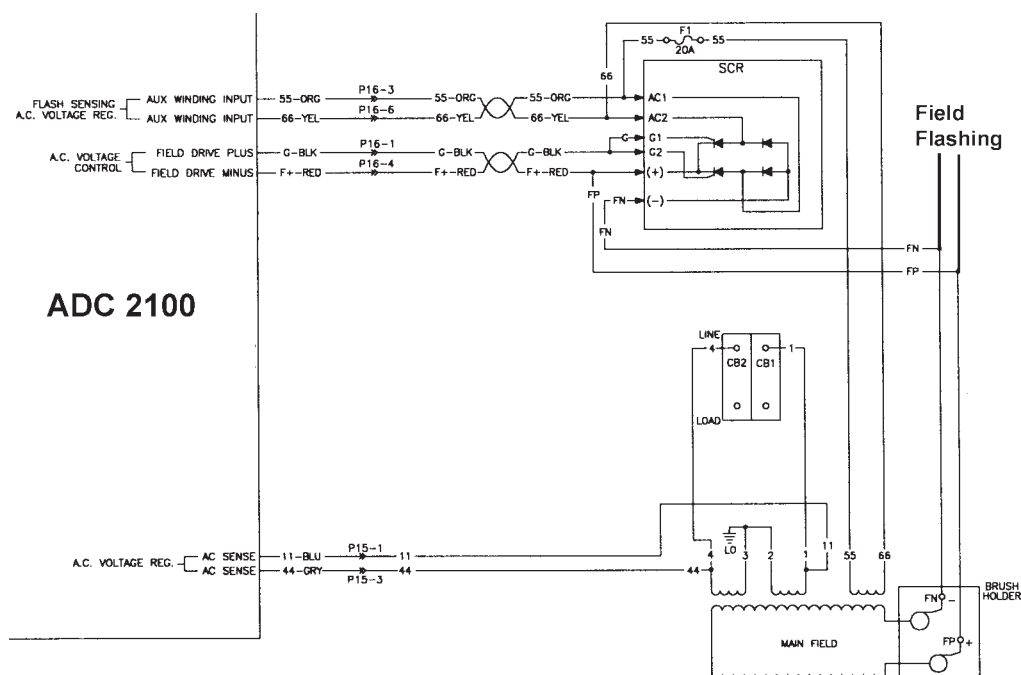 F1
55 55
20A
SCR
66
P16-3
AUX WINDING INPUT 55-ORG 55-ORG 55-ORG AC1
FLASH SENSING
A.C. VOLTAGE REG.
P16-6
AUX WINDING INPUT 66-YEL 66-YEL 66-YEL AC2
Field
Flashing
G G1
P16-1
A.C. VOLTAGE
CONTROL
FIELD DRIVE PLUS G-BLK G-BLK G-BLK G2
P16-4
FIELD DRIVE MINUS F+-RED F+-RED F+-RED (+)
FP
FN (-)
FN
FN
FP
ADC 2100
LINE
4 1
CB2 CB1
LOAD
P15-1
A.C. VOLTAGE REG.
AC SENSE 11-BLU 11
AC SENSE 44-GRY 44 44
P15-3
LO
4 3 2 1 11 55 66
BRUSH
HOLDER
FN -
FP +
MAIN FIELD